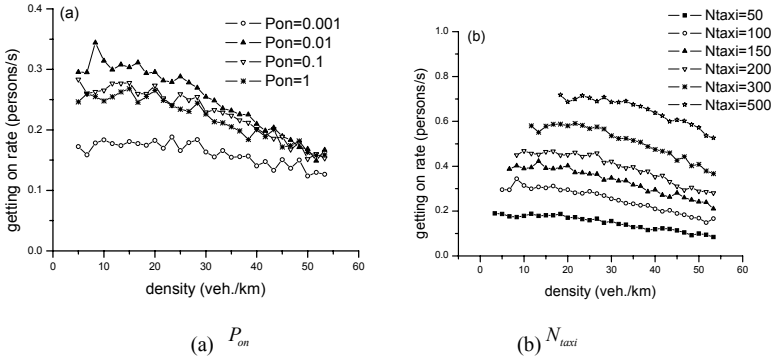 (a)
Pon=0.001
Pon=0.01
Pon=0.1
Pon=1
getting on rate (persons/s)
0.4
0.3
0.2
0.1
0.0
0 10 20 30 40 50 60
density (veh./km)
(a) P_on
(b)
Ntaxi=50
Ntaxi=100
Ntaxi=150
Ntaxi=200
Ntaxi=300
Ntaxi=500
getting on rate (persons/s)
1.0
0.8
0.6
0.4
0.2
0.0
0 10 20 30 40 50 60
density (veh./km)
(b) N_taxi